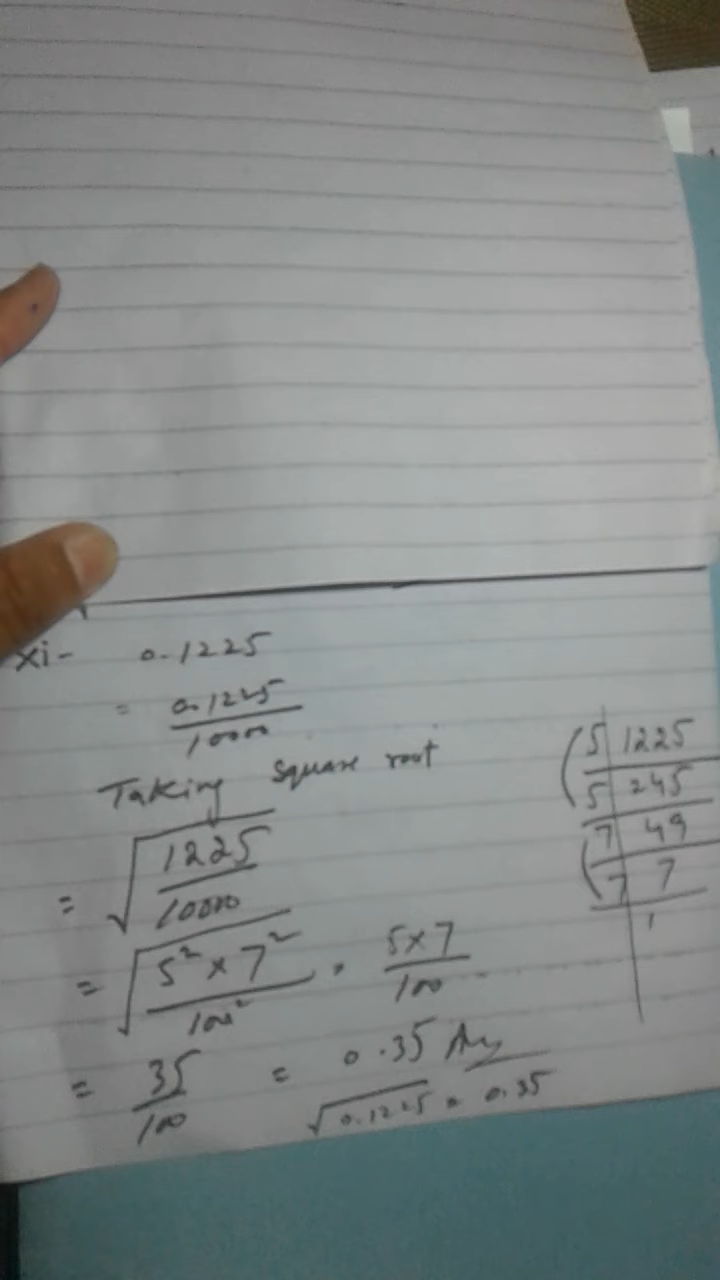 xi- 0.1225
= 0.1225/10000
Taking square root
= √(1225/10000)
= √(5² × 7²/100²) = 5×7/100
= 35/100 = 0.35 Ans
√0.1225 = 0.35
5 | 1225
5 | 245
7 | 49
7 | 7
1